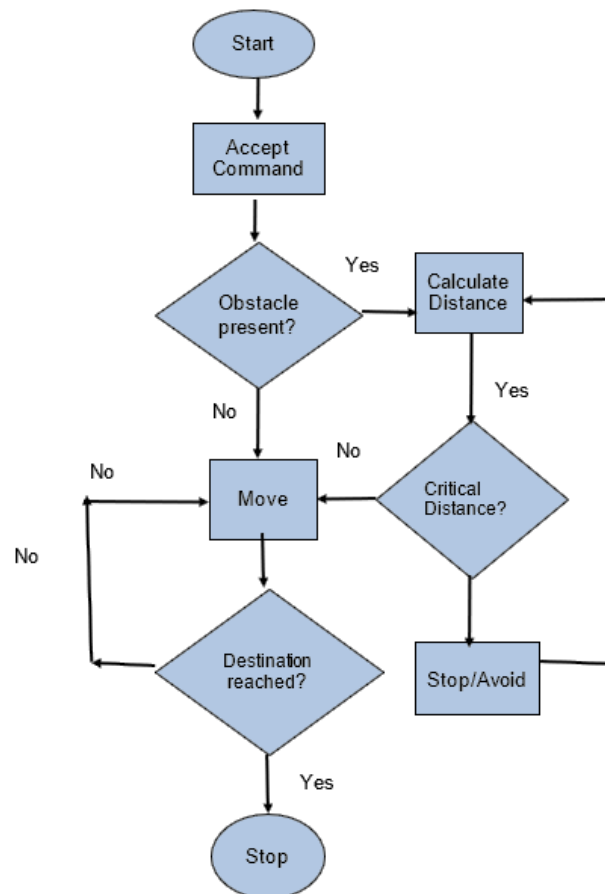 Start
Accept
Command
Yes
Obstacle
present?
Calculate
Distance
Yes
No
No
No
Move
Critical
Distance?
No
Destination
reached?
Stop/Avoid
Yes
Stop